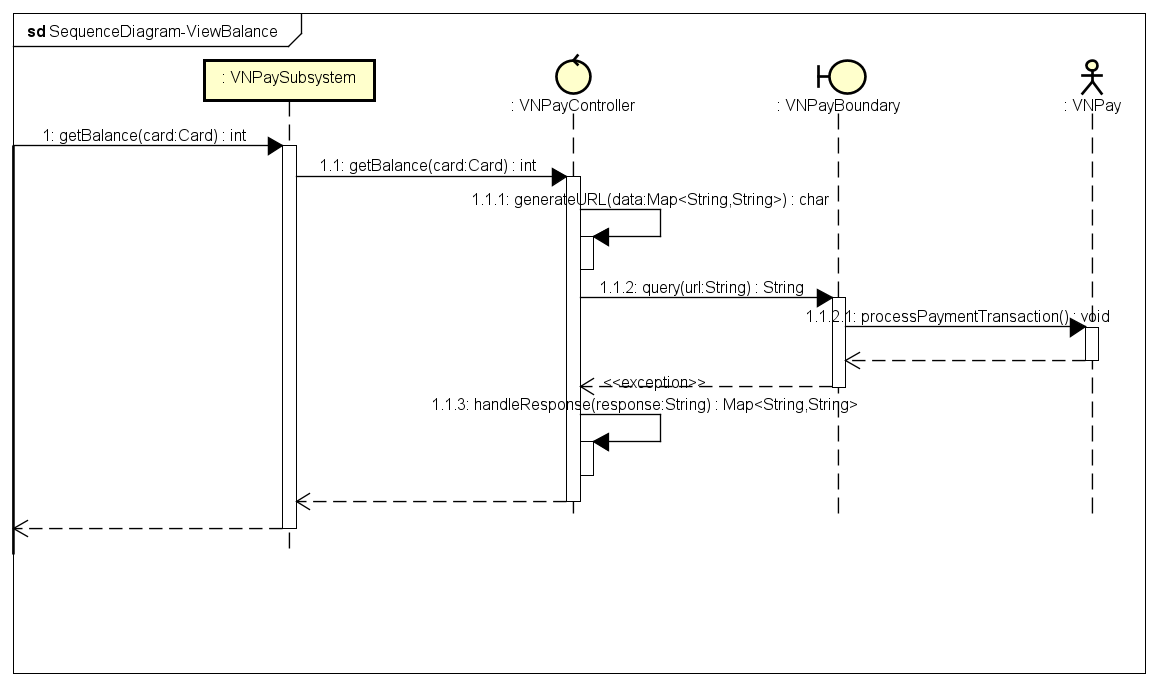 sd SequenceDiagram-ViewBalance
: VNPaySubsystem
: VNPayController
: VNPayBoundary
: VNPay
1: getBalance(card:Card) : int
1.1: getBalance(card:Card) : int
1.1.1: generateURL(data:Map<String,String>) : char
1.1.2: query(url:String) : String
1.1.2.1: processPaymentTransaction() : void
<<exception>>
1.1.3: handleResponse(response:String) : Map<String,String>